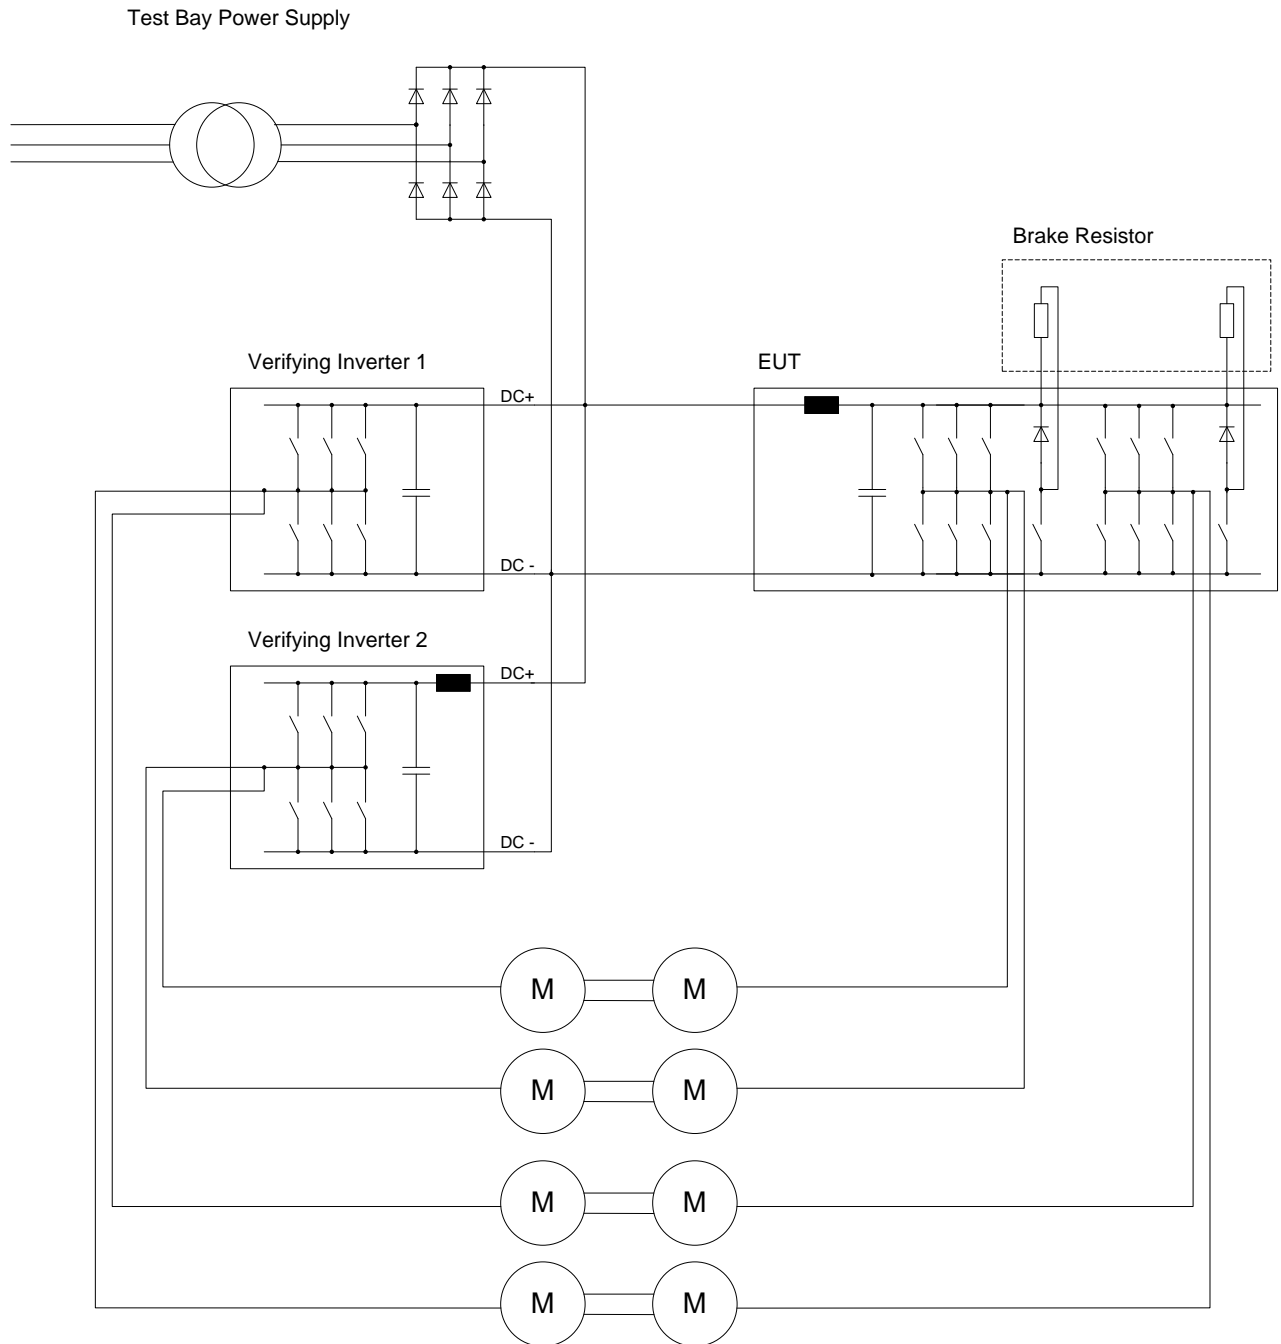 Test Bay Power Supply
Brake Resistor
Verifying Inverter 1
EUT
DC+
DC -
Verifying Inverter 2
DC+
DC -
M M
M M
M M
M M